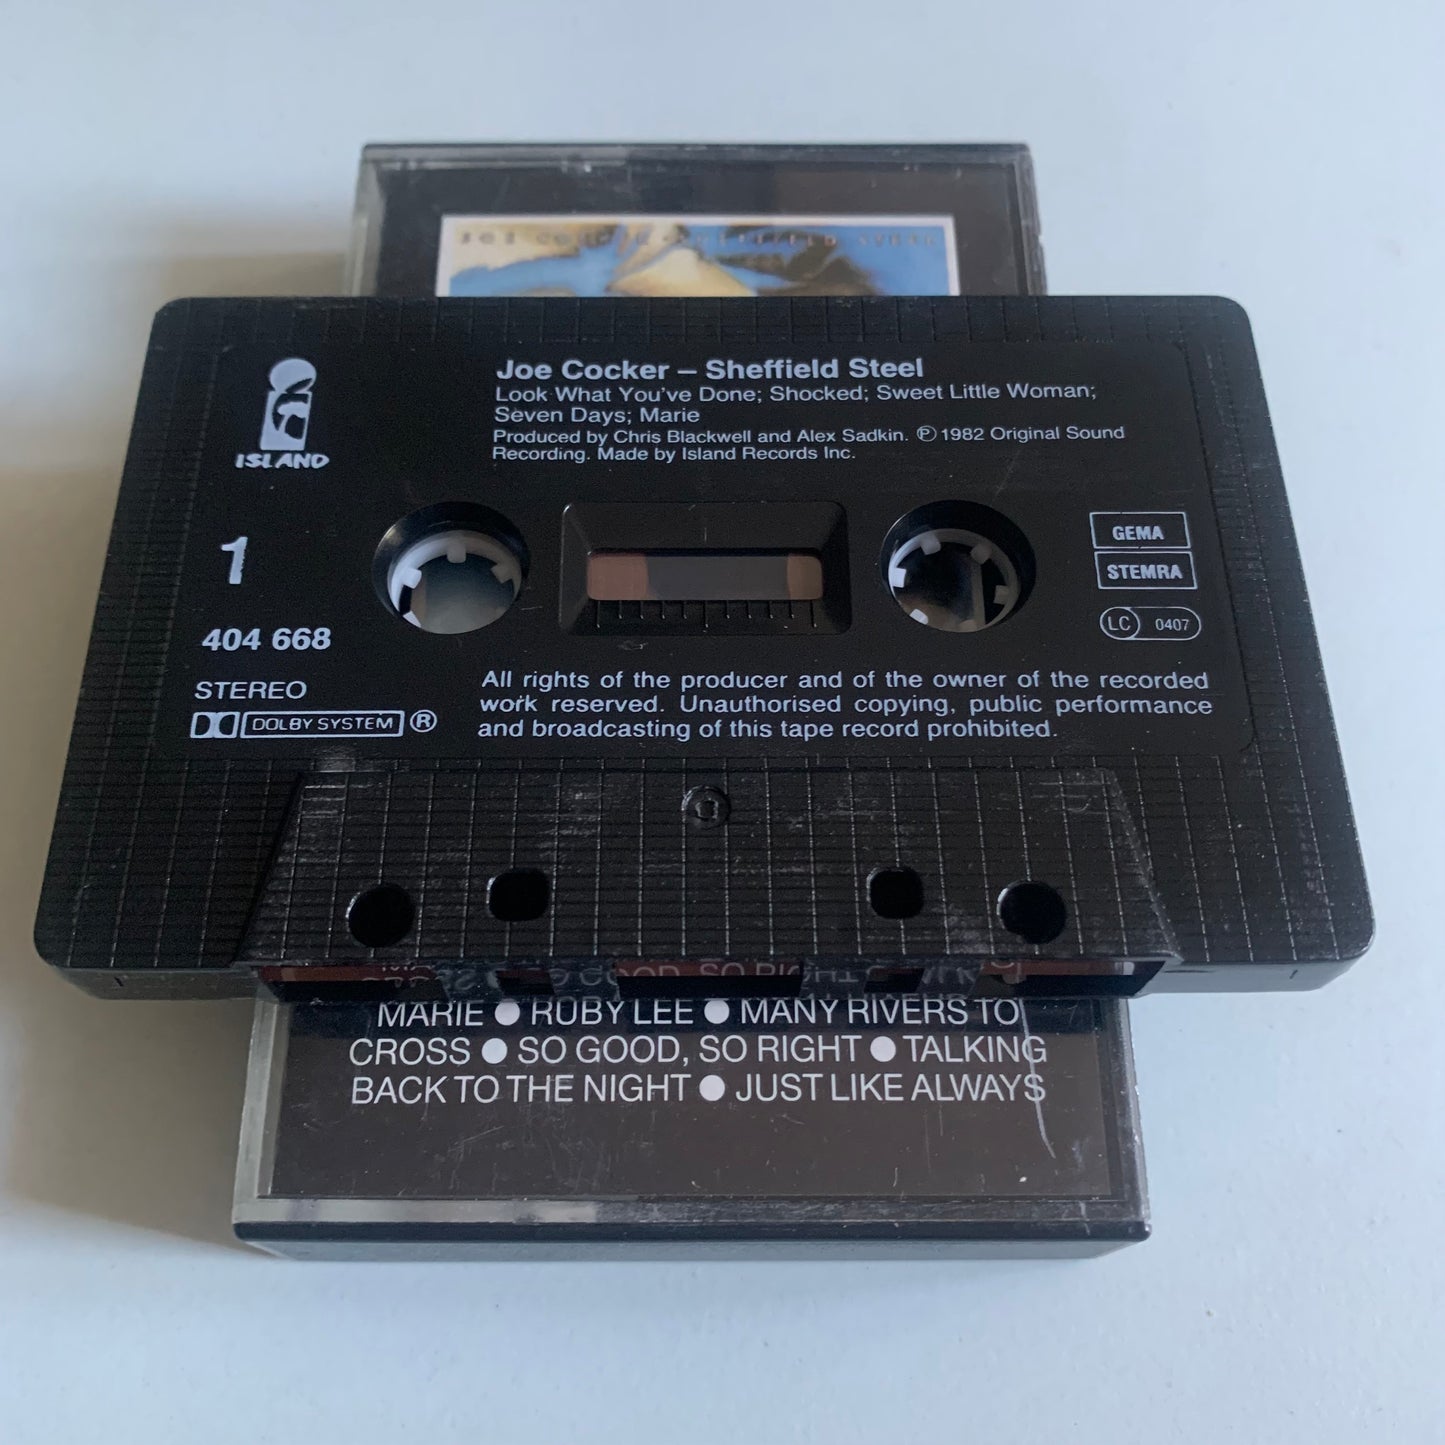 JOE COCKER • SHEFFIELD STEEL
ISLAND
Joe Cocker – Sheffield Steel
Look What You've Done; Shocked; Sweet Little Woman;
Seven Days; Marie
Produced by Chris Blackwell and Alex Sadkin. Ⓟ 1982 Original Sound
Recording. Made by Island Records Inc.
1
GEMA
STEMRA
LC 0407
404 668
STEREO
DOLBY SYSTEM ®
All rights of the producer and of the owner of the recorded
work reserved. Unauthorised copying, public performance
and broadcasting of this tape record prohibited.
MARIE ● RUBY LEE ● MANY RIVERS TO
CROSS ● SO GOOD, SO RIGHT ● TALKING
BACK TO THE NIGHT ● JUST LIKE ALWAYS